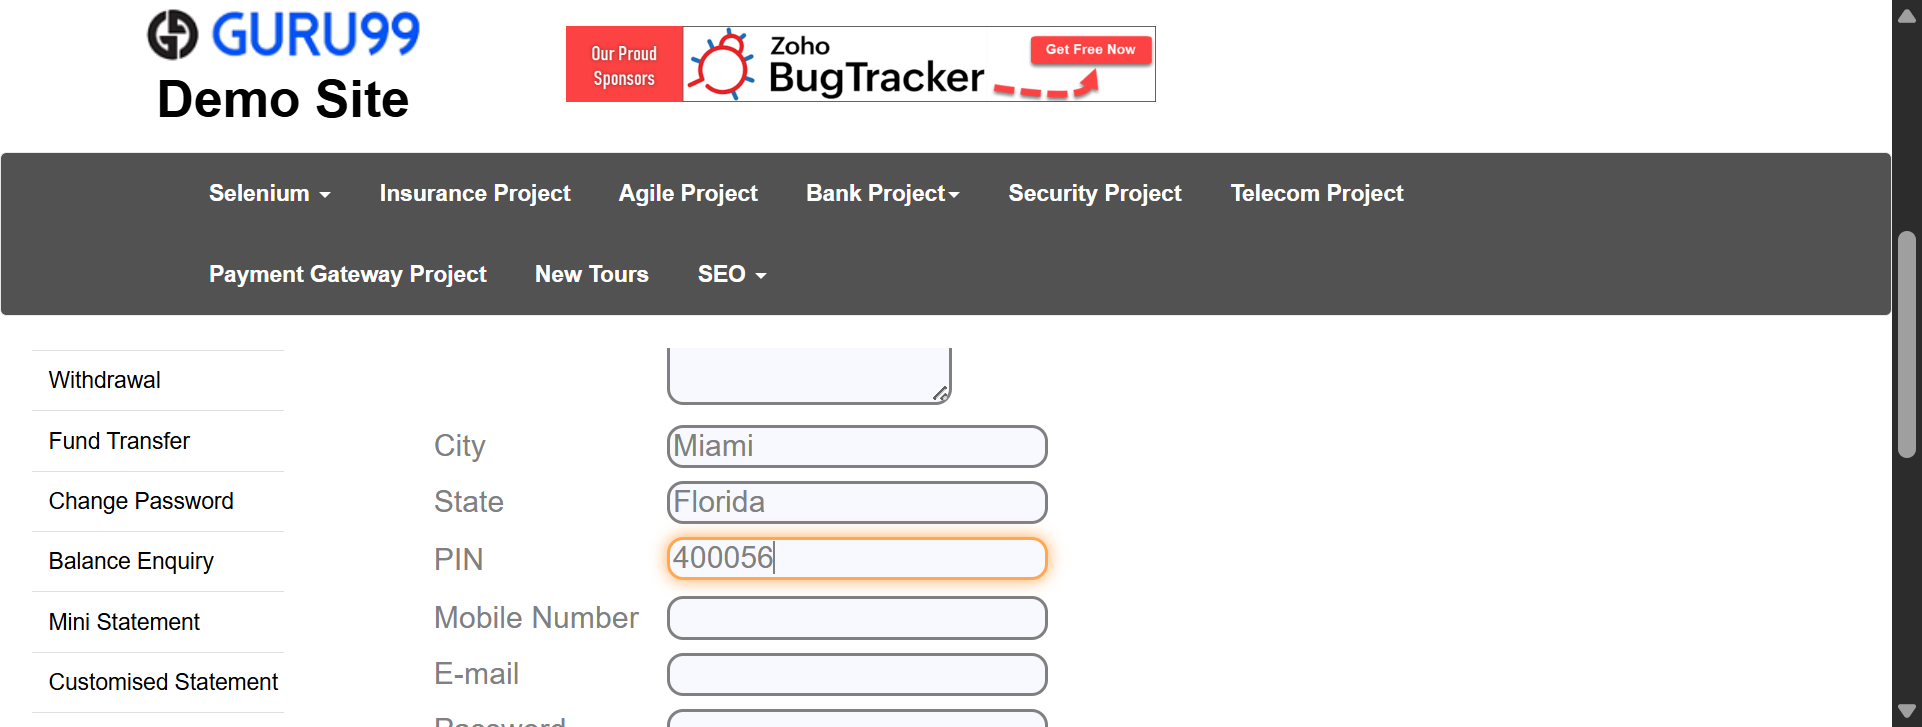 GURU99
Demo Site
Our Proud
Sponsors
Zoho
BugTracker
Get Free Now
Selenium
Insurance Project
Agile Project
Bank Project
Security Project
Telecom Project
Payment Gateway Project
New Tours
SEO
Withdrawal
Fund Transfer
Change Password
Balance Enquiry
Mini Statement
Customised Statement
City
Miami
State
Florida
PIN
400056
Mobile Number
E-mail
Password